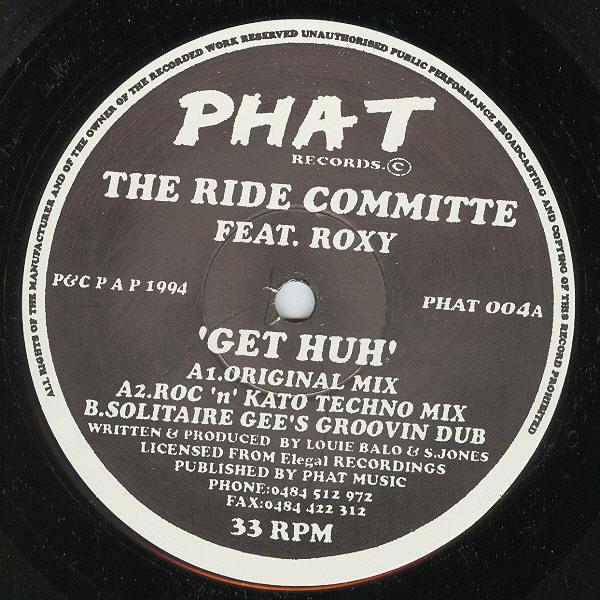 ALL RIGHTS OF THE MANUFACTURER AND OF THE OWNER OF THE RECORDED WORK RESERVED UNAUTHORISED PUBLIC PERFORMANCE BROADCASTING AND COPYING OF THIS RECORD PROHIBITED
PHAT
RECORDS.©
THE RIDE COMMITTE
FEAT. ROXY
P&C P A P 1994
PHAT 004A
'GET HUH'
A1.ORIGINAL MIX
A2.ROC 'n' KATO TECHNO MIX
B.SOLITAIRE GEE'S GROOVIN DUB
WRITTEN & PRODUCED BY LOUIE BALO & S.JONES
LICENSED FROM Elegal RECORDINGS
PUBLISHED BY PHAT MUSIC
PHONE:0484 512 972
FAX:0484 422 312
33 RPM